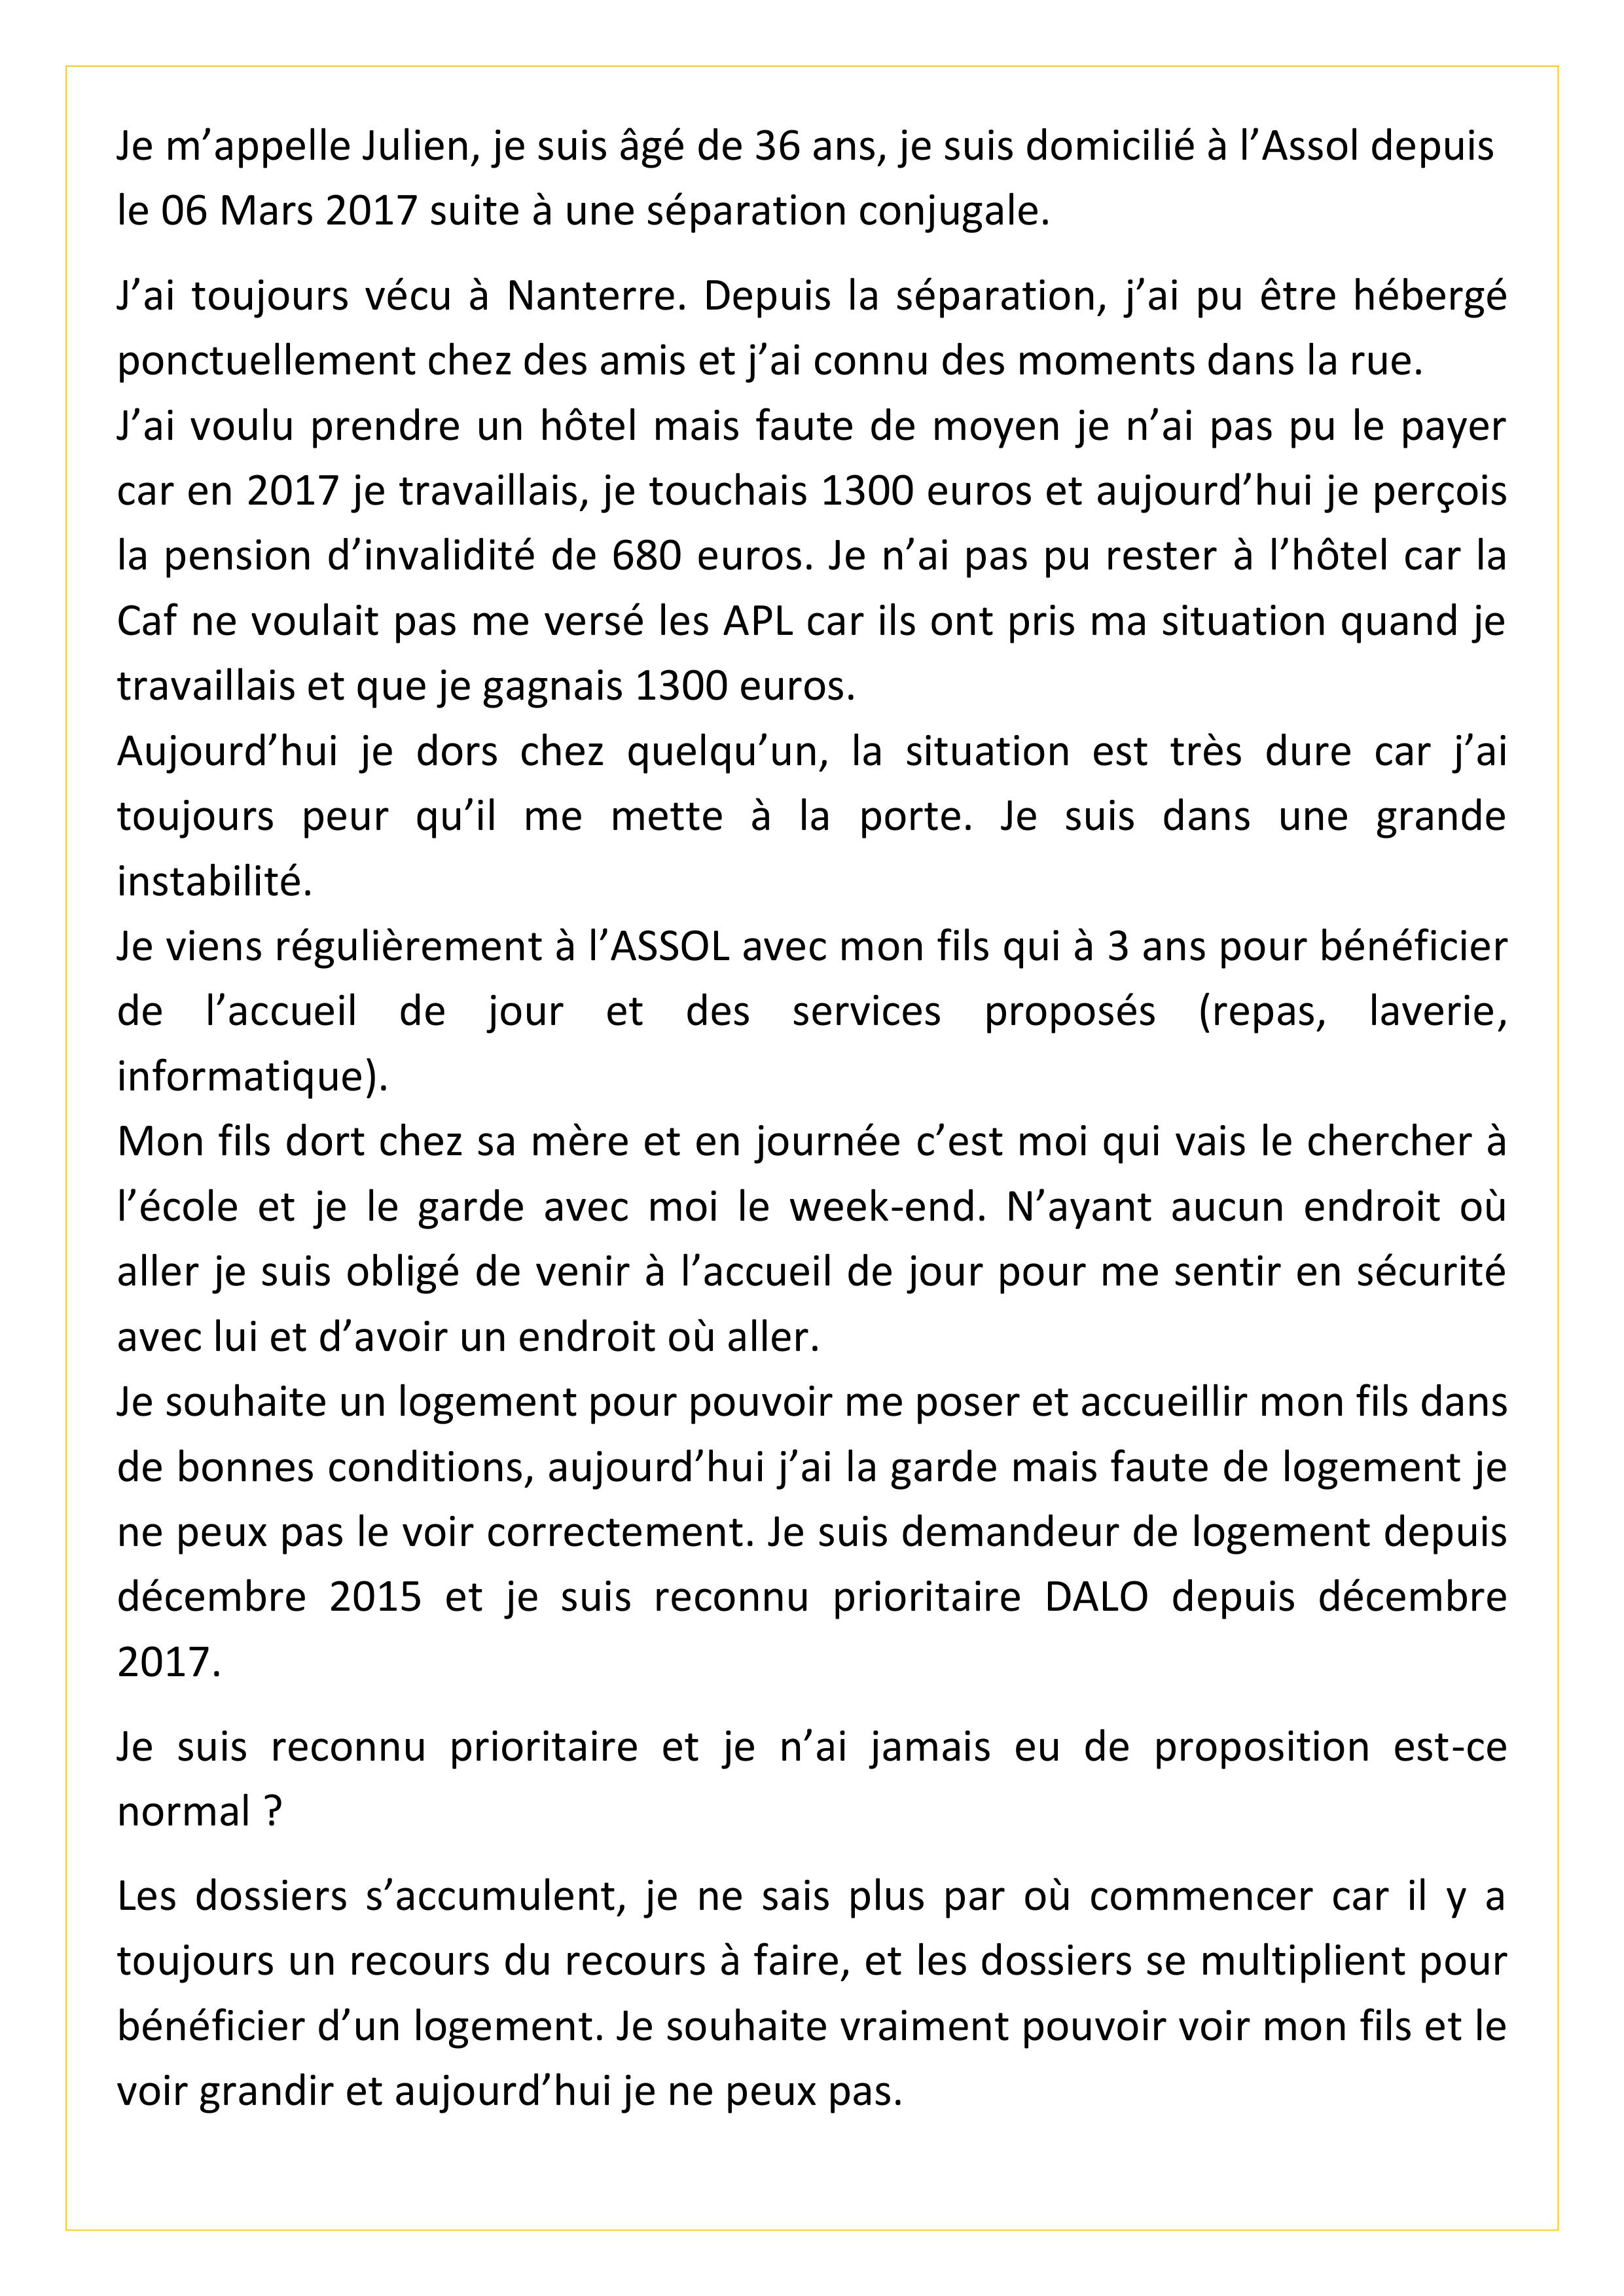 Je m’appelle Julien, je suis âgé de 36 ans, je suis domicilié à l’Assol depuis
le 06 Mars 2017 suite à une séparation conjugale.
J’ai toujours vécu à Nanterre. Depuis la séparation, j’ai pu être hébergé
ponctuellement chez des amis et j’ai connu des moments dans la rue.
J’ai voulu prendre un hôtel mais faute de moyen je n’ai pas pu le payer
car en 2017 je travaillais, je touchais 1300 euros et aujourd’hui je perçois
la pension d’invalidité de 680 euros. Je n’ai pas pu rester à l’hôtel car la
Caf ne voulait pas me versé les APL car ils ont pris ma situation quand je
travaillais et que je gagnais 1300 euros.
Aujourd’hui je dors chez quelqu’un, la situation est très dure car j’ai
toujours peur qu’il me mette à la porte. Je suis dans une grande
instabilité.
Je viens régulièrement à l’ASSOL avec mon fils qui à 3 ans pour bénéficier
de l’accueil de jour et des services proposés (repas, laverie,
informatique).
Mon fils dort chez sa mère et en journée c’est moi qui vais le chercher à
l’école et je le garde avec moi le week-end. N’ayant aucun endroit où
aller je suis obligé de venir à l’accueil de jour pour me sentir en sécurité
avec lui et d’avoir un endroit où aller.
Je souhaite un logement pour pouvoir me poser et accueillir mon fils dans
de bonnes conditions, aujourd’hui j’ai la garde mais faute de logement je
ne peux pas le voir correctement. Je suis demandeur de logement depuis
décembre 2015 et je suis reconnu prioritaire DALO depuis décembre
2017.
Je suis reconnu prioritaire et je n’ai jamais eu de proposition est-ce
normal ?
Les dossiers s’accumulent, je ne sais plus par où commencer car il y a
toujours un recours du recours à faire, et les dossiers se multiplient pour
bénéficier d’un logement. Je souhaite vraiment pouvoir voir mon fils et le
voir grandir et aujourd’hui je ne peux pas.